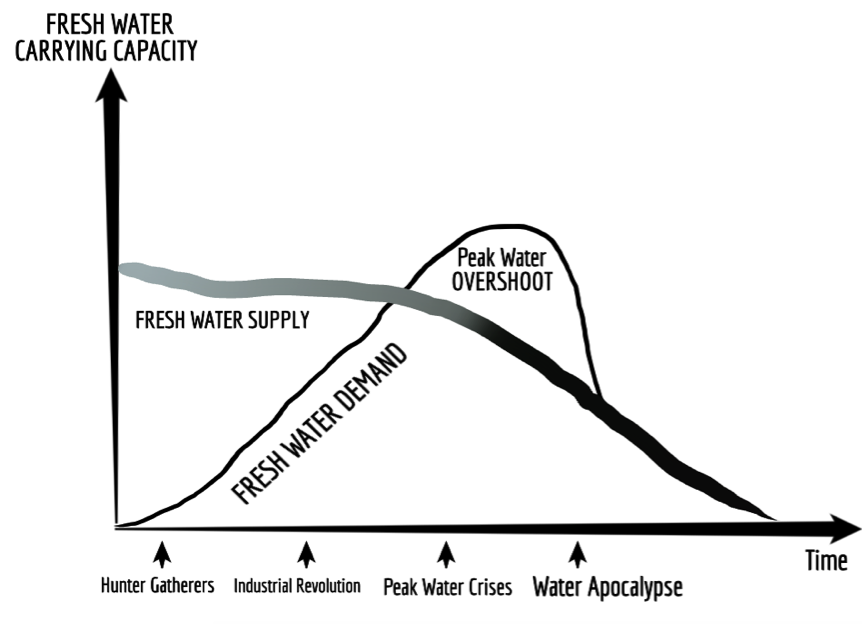 FRESH WATER
CARRYING CAPACITY
Peak Water
OVERSHOOT
FRESH WATER SUPPLY
FRESH WATER DEMAND
Time
Hunter Gatherers
Industrial Revolution
Peak Water Crises
Water Apocalypse